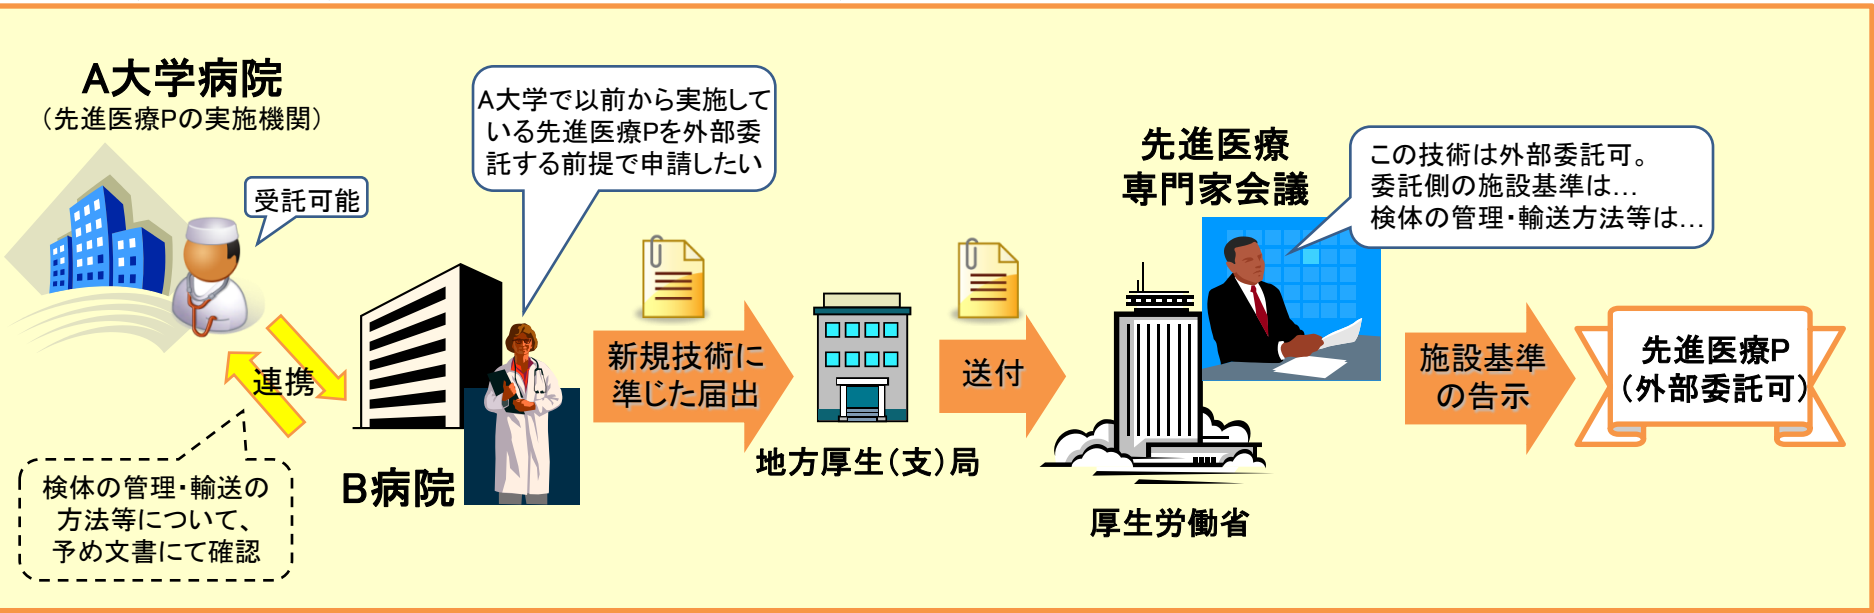 A大学病院
（先進医療Pの実施機関）
受託可能
連携
検体の管理・輸送の
方法等について、
予め文書にて確認
B病院
A大学で以前から実施して
いる先進医療Pを外部委
託する前提で申請したい
新規技術に
準じた届出
地方厚生（支）局
送付
先進医療
専門家会議
この技術は外部委託可。
委託側の施設基準は…
検体の管理・輸送方法等は…
厚生労働省
施設基準
の告示
先進医療P
（外部委託可）